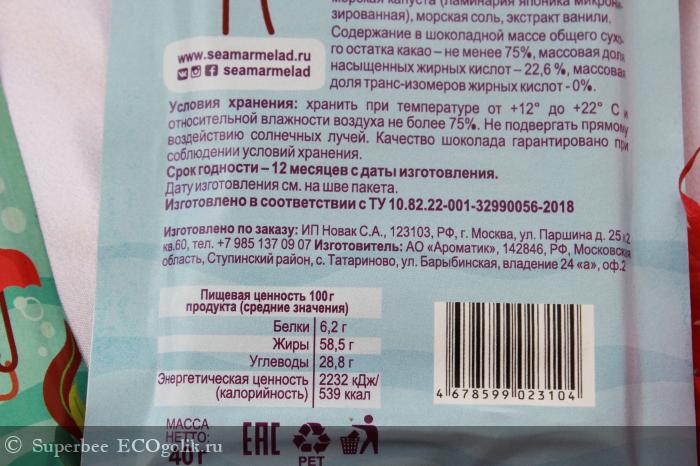 морская капуста (ламинария японика микрони-
зированная), морская соль, экстракт ванили.
Содержание в шоколадной массе общего сухо-
го остатка какао – не менее 75%, массовая доля
насыщенных жирных кислот – 22,6 %, массовая
доля транс-изомеров жирных кислот - 0%.
www.seamarmelad.ru
seamarmelad
Условия хранения: хранить при температуре от +12° до +22° С и
относительной влажности воздуха не более 75%. Не подвергать прямому
воздействию солнечных лучей. Качество шоколада гарантировано при
соблюдении условий хранения.
Срок годности – 12 месяцев с даты изготовления.
Дату изготовления см. на шве пакета.
Изготовлено в соответствии с ТУ 10.82.22-001-32990056-2018
Изготовлено по заказу: ИП Новак С.А., 123103, РФ, г. Москва, ул. Паршина д. 25 к2
кв.60, тел. +7 985 137 09 07 Изготовитель: АО «Ароматик», 142846, РФ, Московская
область, Ступинский район, с. Татариново, ул. Барыбинская, владение 24 «а», оф.2
Пищевая ценность 100 г
продукта (средние значения)
Белки 6,2 г
Жиры 58,5 г
Углеводы 28,8 г
Энергетическая ценность 2232 кДж/
(калорийность) 539 ккал
4 678599 023104
МАССА
НЕТТО:
40 г
EAC
PET
Superbee ECOgolik.ru